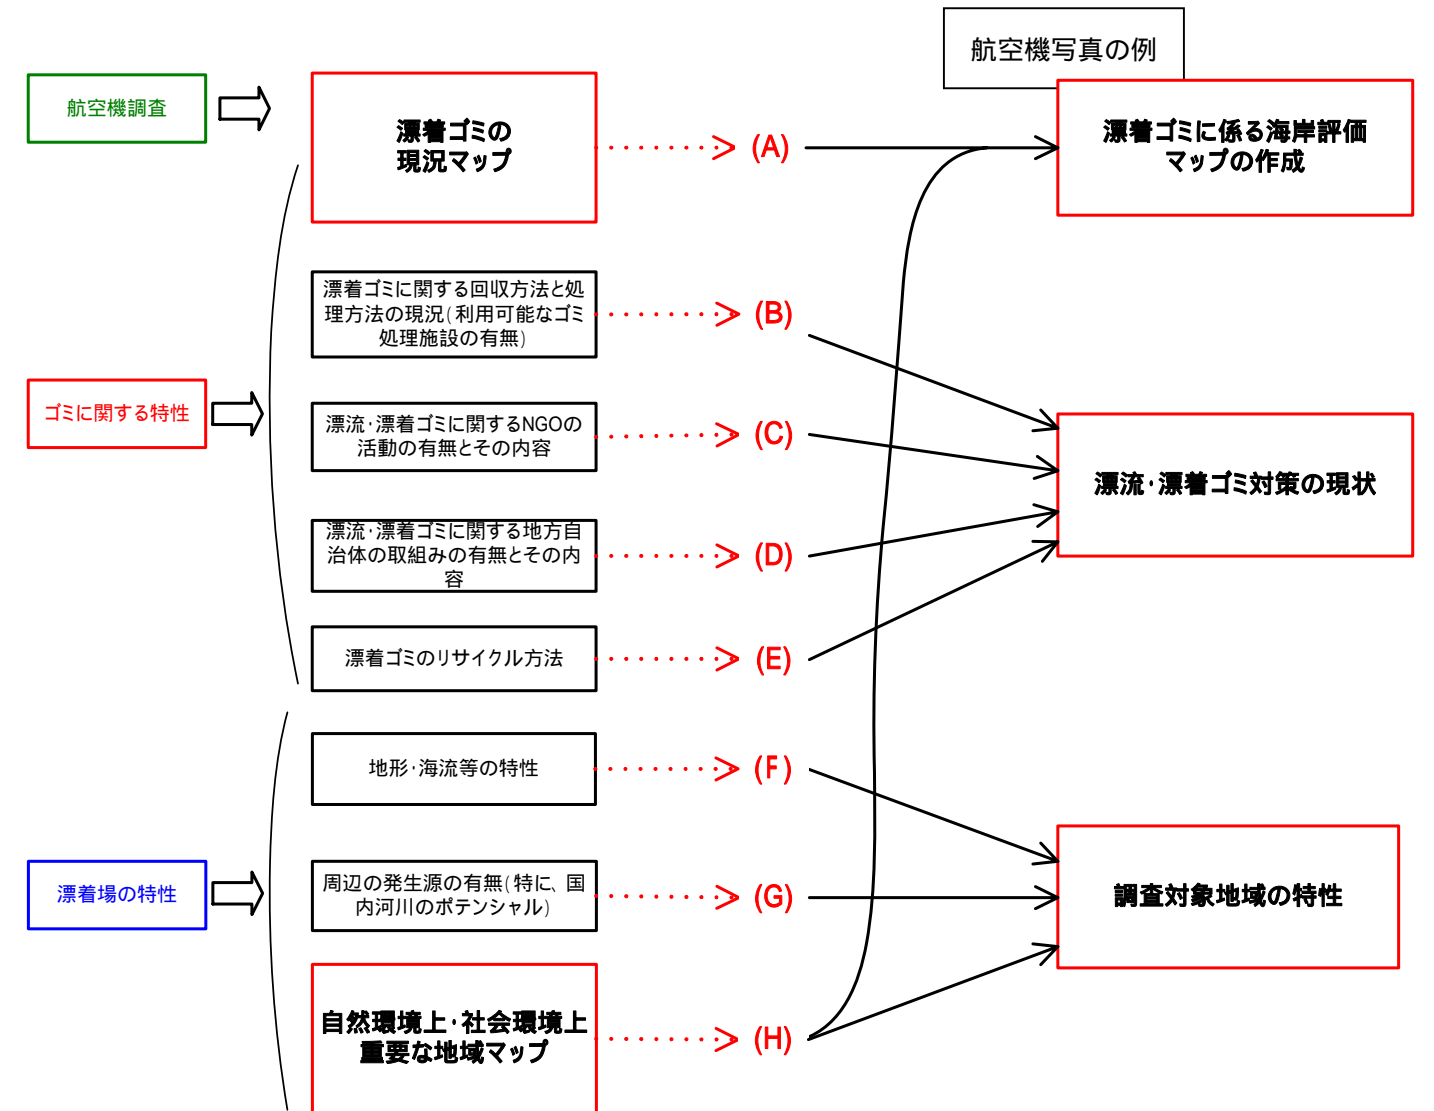 航空機写真の例
航空機調査
漂着ゴミの
現況マップ
(A)
漂着ゴミに係る海岸評価
マップの作成
漂着ゴミに関する回収方法と処
理方法の現況(利用可能なゴミ
処理施設の有無)
(B)
ゴミに関する特性
漂流・漂着ゴミに関するNGOの
活動の有無とその内容
(C)
漂流・漂着ゴミ対策の現状
漂流・漂着ゴミに関する地方自
治体の取組みの有無とその内
容
(D)
漂着ゴミのリサイクル方法
(E)
地形・海流等の特性
(F)
漂着場の特性
周辺の発生源の有無(特に、国
内河川のポテンシャル)
(G)
調査対象地域の特性
自然環境上・社会環境上
重要な地域マップ
(H)